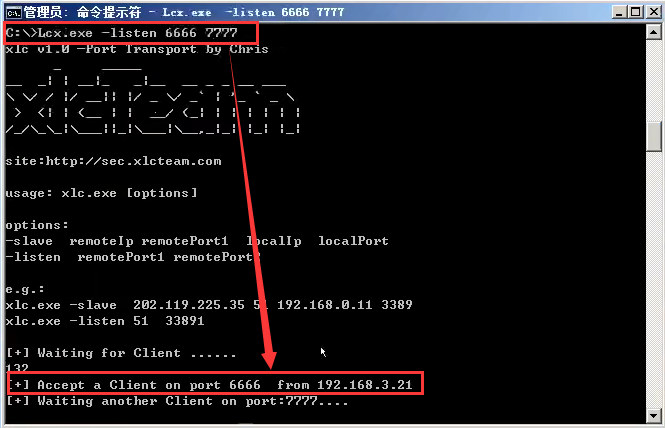 管理员: 命令提示符 - Lcx.exe -listen 6666 7777
C:\>Lcx.exe -listen 6666 7777
xlc v1.0 -Port Transport by Chris
xlcTeam
site:http://sec.xlcteam.com
usage: xlc.exe [options]
options:
-slave remoteIp remotePort1 localIp localPort
-listen remotePort1 remotePort2
e.g.:
xlc.exe -slave 202.119.225.35 51 192.168.0.11 3389
xlc.exe -listen 51 33891
[+] Waiting for Client ......
132
[+] Accept a Client on port 6666 from 192.168.3.21
[+] Waiting another Client on port:7777....